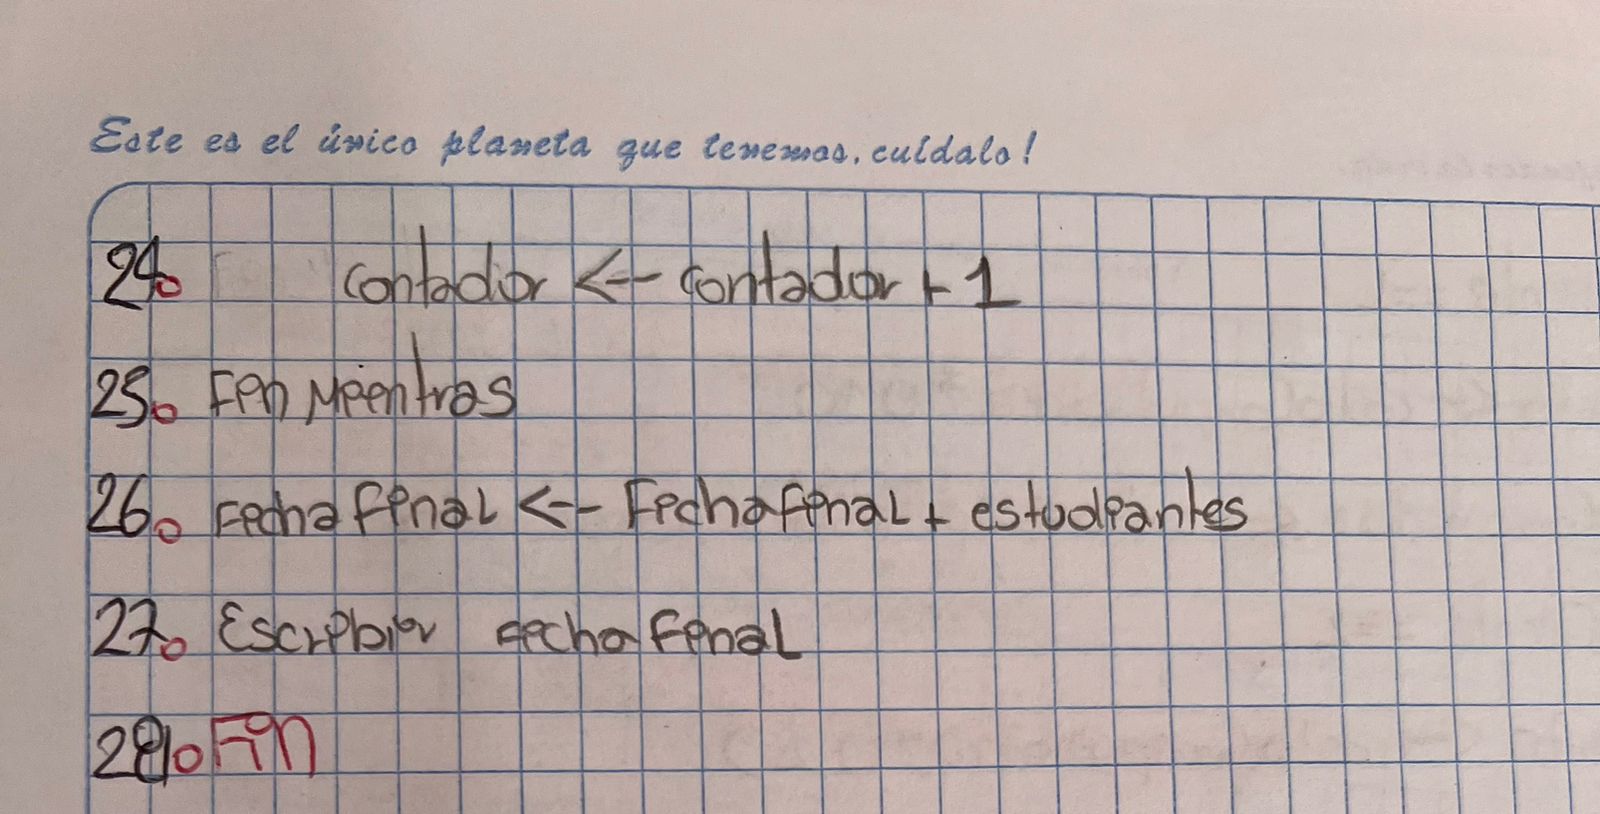 Este es el único planeta que tenemos, cuídalo!
24. contador <-- contador + 1
25. Fin Mientras
26. Fecha final <-- Fecha final + estudiantes
27. Escribir Fecha Final
28. Fin